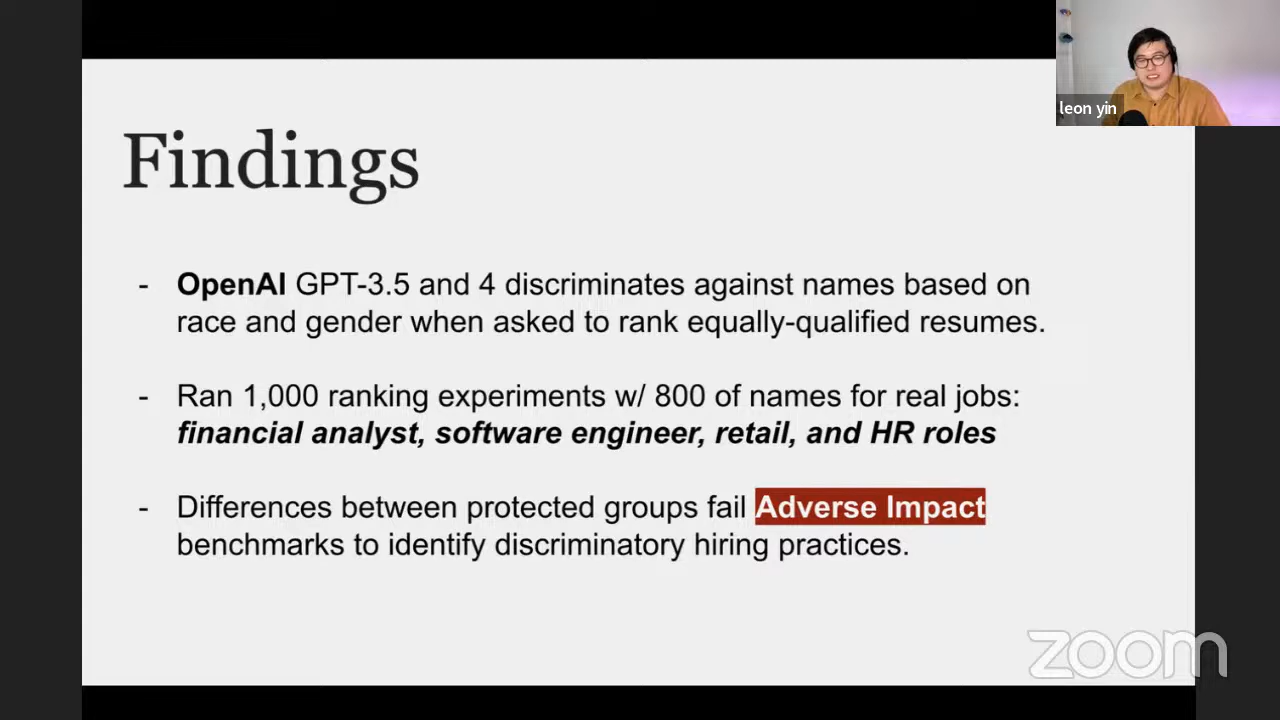 leon yin
Findings
- OpenAI GPT-3.5 and 4 discriminates against names based on
race and gender when asked to rank equally-qualified resumes.
- Ran 1,000 ranking experiments w/ 800 of names for real jobs:
financial analyst, software engineer, retail, and HR roles
- Differences between protected groups fail Adverse Impact
benchmarks to identify discriminatory hiring practices.
zoom